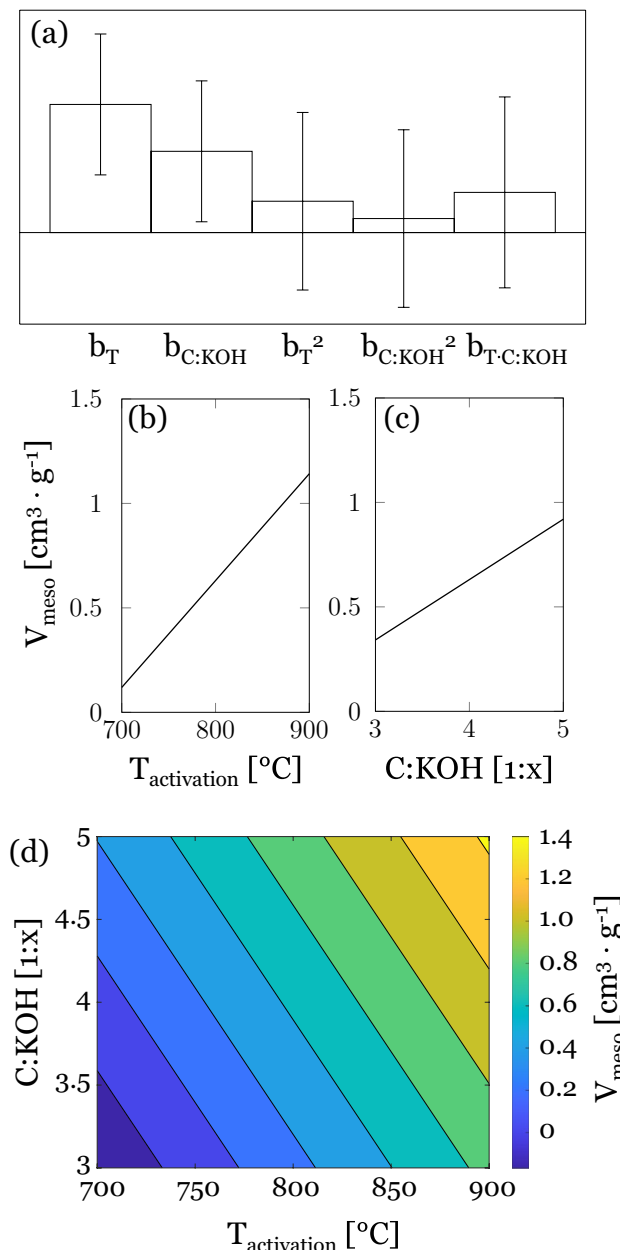 (a)
b_T b_C:KOH b_T² b_C:KOH² b_T·C:KOH
(b) (c)
1.5 1.5
1 1
0.5 0.5
0 0
700 800 900 3 4 5
V_meso [cm³ · g⁻¹]
T_activation [°C] C:KOH [1:x]
(d)
5
4.5
4
3.5
3
C:KOH [1:x]
700 750 800 850 900
T_activation [°C]
1.4
1.2
1.0
0.8
0.6
0.4
0.2
0
V_meso [cm³ · g⁻¹]